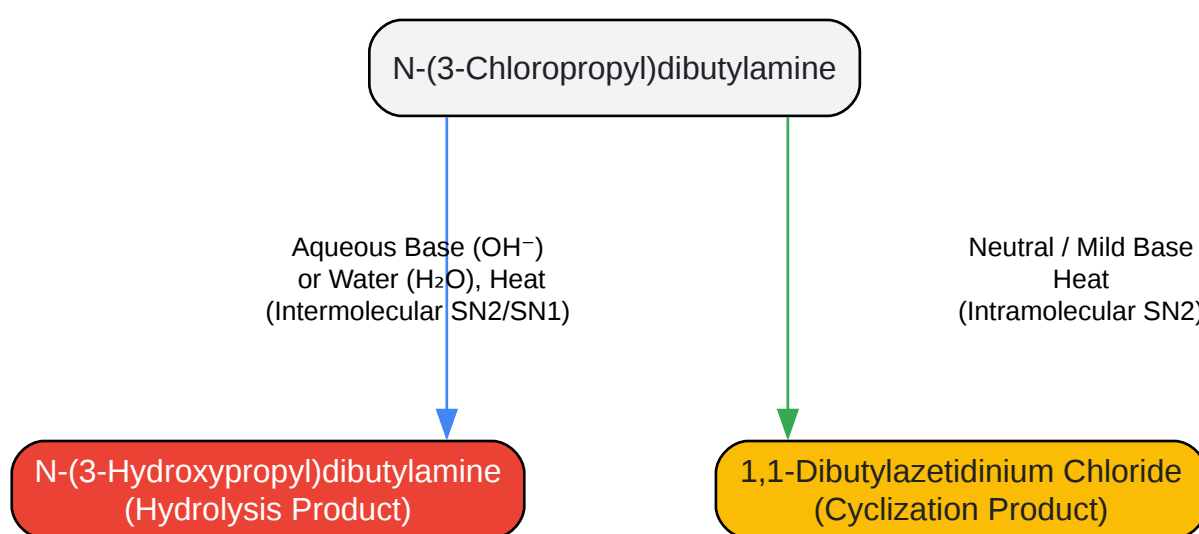 N-(3-Chloropropyl)dibutylamine
Aqueous Base (OH⁻)
or Water (H₂O), Heat
(Intermolecular SN2/SN1)
Neutral / Mild Base
Heat
(Intramolecular SN2)
N-(3-Hydroxypropyl)dibutylamine
(Hydrolysis Product)
1,1-Dibutylazetidinium Chloride
(Cyclization Product)